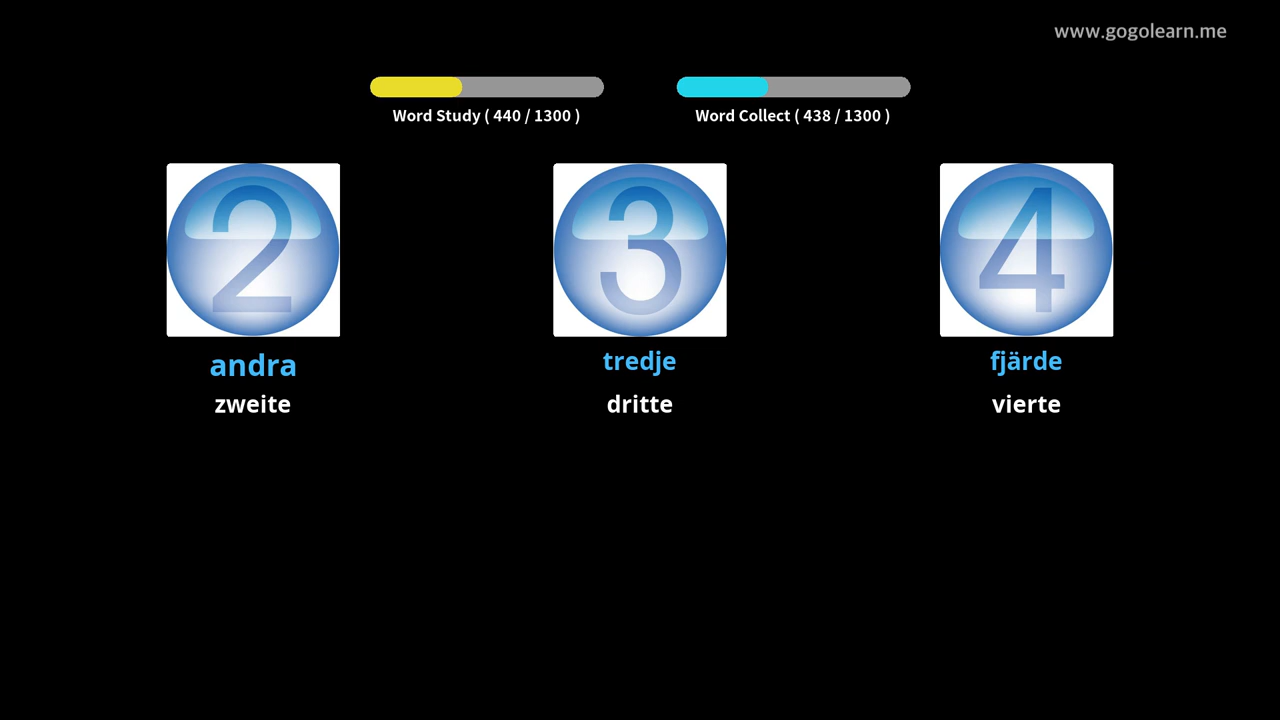 www.gogolearn.me
Word Study ( 440 / 1300 )
Word Collect ( 438 / 1300 )
2
3
4
andra
tredje
fjärde
zweite
dritte
vierte